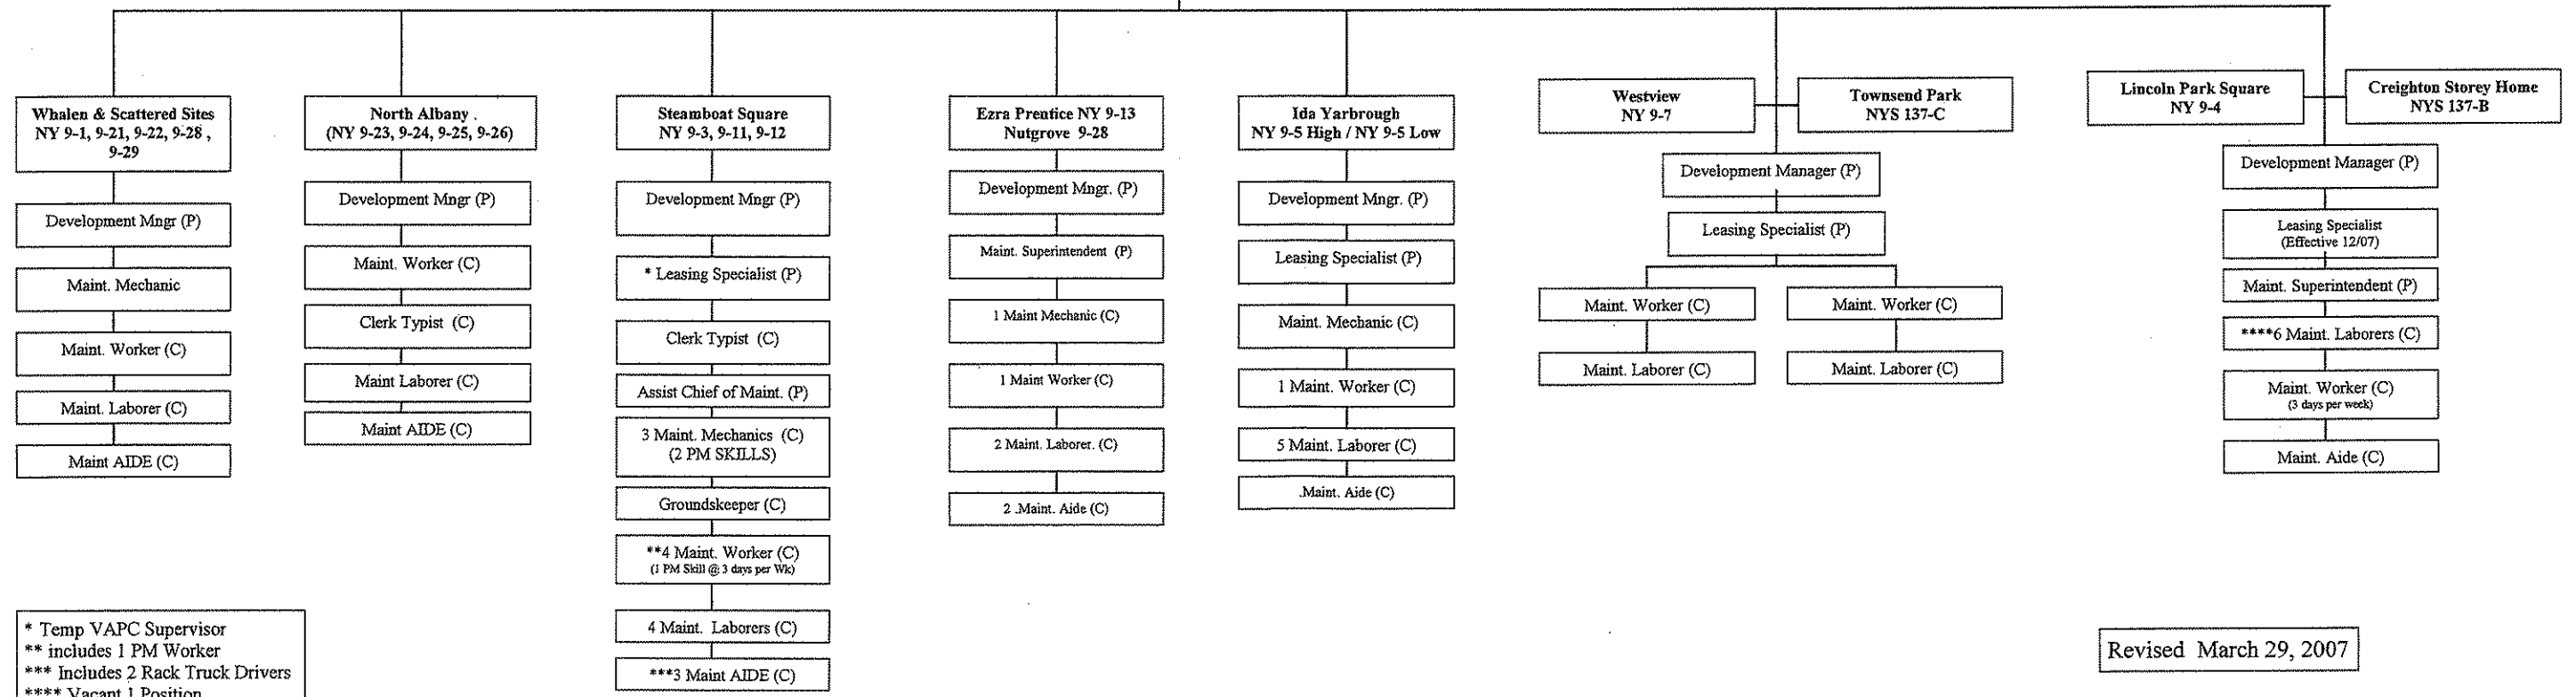 Whalen & Scattered Sites
NY 9-1, 9-21, 9-22, 9-28 ,
9-29
Development Mngr (P)
Maint. Mechanic
Maint. Worker (C)
Maint. Laborer (C)
Maint AIDE (C)
North Albany .
(NY 9-23, 9-24, 9-25, 9-26)
Development Mngr (P)
Maint. Worker (C)
Clerk Typist (C)
Maint Laborer (C)
Maint AIDE (C)
Steamboat Square
NY 9-3, 9-11, 9-12
Development Mngr (P)
* Leasing Specialist (P)
Clerk Typist (C)
Assist Chief of Maint. (P)
3 Maint. Mechanics (C)
(2 PM SKILLS)
Groundskeeper (C)
**4 Maint. Worker (C)
(1 PM Skill @ 3 days per Wk)
4 Maint. Laborers (C)
***3 Maint AIDE (C)
Ezra Prentice NY 9-13
Nutgrove 9-28
Development Mngr. (P)
Maint. Superintendent (P)
1 Maint Mechanic (C)
1 Maint Worker (C)
2 Maint. Laborer. (C)
2 .Maint. Aide (C)
Ida Yarbrough
NY 9-5 High / NY 9-5 Low
Development Mngr. (P)
Leasing Specialist (P)
Maint. Mechanic (C)
1 Maint. Worker (C)
5 Maint. Laborer (C)
.Maint. Aide (C)
Westview
NY 9-7
Townsend Park
NYS 137-C
Development Manager (P)
Leasing Specialist (P)
Maint. Worker (C)
Maint. Laborer (C)
Maint. Worker (C)
Maint. Laborer (C)
Lincoln Park Square
NY 9-4
Creighton Storey Home
NYS 137-B
Development Manager (P)
Leasing Specialist
(Effective 12/07)
Maint. Superintendent (P)
****6 Maint. Laborers (C)
Maint. Worker (C)
(3 days per week)
Maint. Aide (C)
* Temp VAPC Supervisor
** includes 1 PM Worker
*** Includes 2 Rack Truck Drivers
**** Vacant 1 Position
Revised March 29, 2007